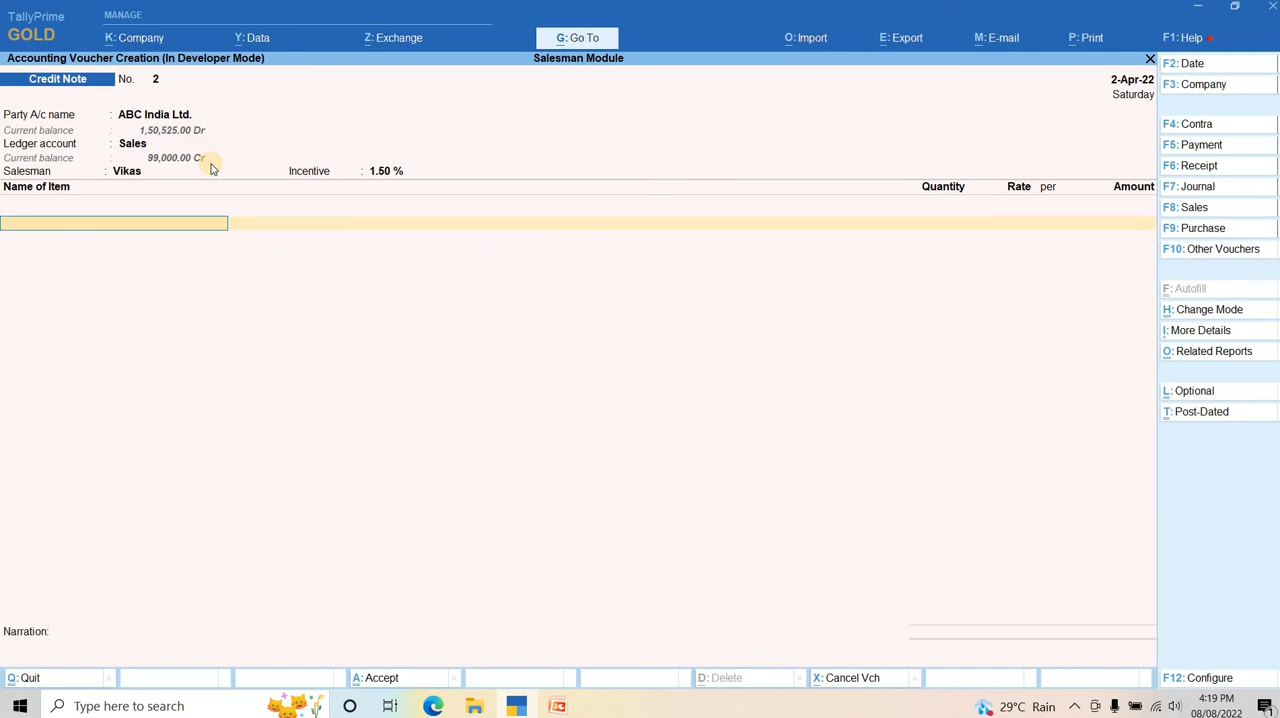 TallyPrime
GOLD
MANAGE
K: Company
Y: Data
Z: Exchange
G: Go To
O: Import
E: Export
M: E-mail
P: Print
F1: Help
Accounting Voucher Creation (In Developer Mode)
Salesman Module
Credit Note No. 2
2-Apr-22
Saturday
Party A/c name : ABC India Ltd.
Current balance : 1,50,525.00 Dr
Ledger account : Sales
Current balance : 99,000.00 Cr
Salesman : Vikas Incentive : 1.50 %
Name of Item Quantity Rate per Amount
Narration:
F2: Date
F3: Company
F4: Contra
F5: Payment
F6: Receipt
F7: Journal
F8: Sales
F9: Purchase
F10: Other Vouchers
F: Autofill
H: Change Mode
I: More Details
O: Related Reports
L: Optional
T: Post-Dated
Q: Quit
A: Accept
D: Delete
X: Cancel Vch
F12: Configure
Type here to search
29°C Rain
4:19 PM
08/08/2022
1